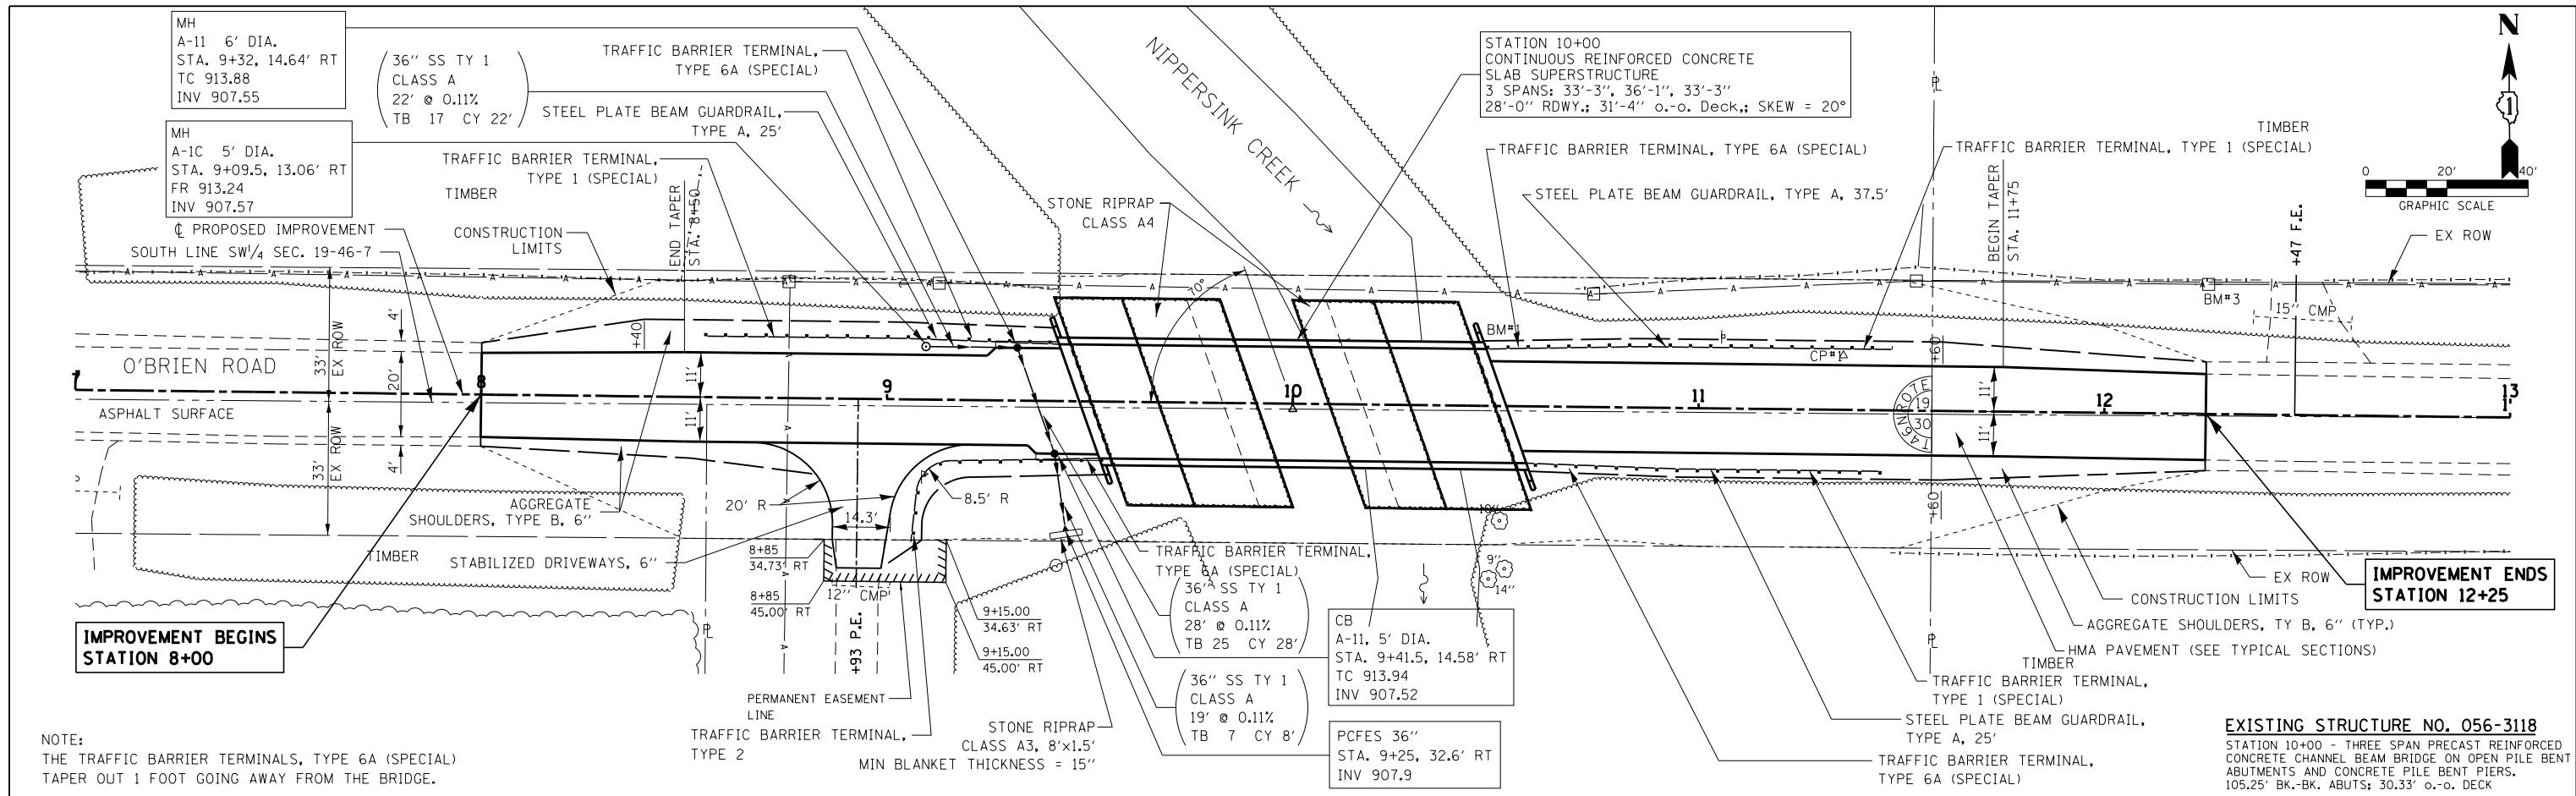 MH
A-11 6' DIA.
STA. 9+32, 14.64' RT
TC 913.88
INV 907.55
36'' SS TY 1
CLASS A
22' @ 0.11%
TB 17 CY 22'
TRAFFIC BARRIER TERMINAL,
TYPE 6A (SPECIAL)
STEEL PLATE BEAM GUARDRAIL,
TYPE A, 25'
MH
A-1C 5' DIA.
STA. 9+09.5, 13.06' RT
FR 913.24
INV 907.57
TRAFFIC BARRIER TERMINAL,
TYPE 1 (SPECIAL)
TIMBER
℄ PROPOSED IMPROVEMENT
SOUTH LINE SW¼ SEC. 19-46-7
CONSTRUCTION
LIMITS
END TAPER
STA. 8+50
NIPPERSINK CREEK
STONE RIPRAP
CLASS A4
STATION 10+00
CONTINUOUS REINFORCED CONCRETE
SLAB SUPERSTRUCTURE
3 SPANS: 33'-3'', 36'-1'', 33'-3''
28'-0'' RDWY.; 31'-4'' o.-o. Deck,; SKEW = 20°
TRAFFIC BARRIER TERMINAL, TYPE 6A (SPECIAL)
STEEL PLATE BEAM GUARDRAIL, TYPE A, 37.5'
TIMBER
TRAFFIC BARRIER TERMINAL, TYPE 1 (SPECIAL)
BEGIN TAPER
STA. 11+75
N
1
0 20' 40'
GRAPHIC SCALE
+47 F.E.
EX ROW
BM#3
15'' CMP
BM#1
CP#1
70°
+40
+60
O'BRIEN ROAD
ASPHALT SURFACE
33'
EX ROW
4'
20'
4'
33'
EX ROW
11'
11'
11'
11'
7
8
9
10
11
12
13
T46N R07E
19
30
+60
AGGREGATE
SHOULDERS, TYPE B, 6''
TIMBER
STABILIZED DRIVEWAYS, 6''
20' R
14.3'
8.5' R
8+85
34.73' RT
8+85
45.00' RT
12'' CMP
+93 P.E.
9+15.00
34.63' RT
9+15.00
45.00' RT
PERMANENT EASEMENT
LINE
TRAFFIC BARRIER TERMINAL,
TYPE 2
STONE RIPRAP
CLASS A3, 8'x1.5'
MIN BLANKET THICKNESS = 15''
TRAFFIC BARRIER TERMINAL,
TYPE 6A (SPECIAL)
36'' SS TY 1
CLASS A
28' @ 0.11%
TB 25 CY 28'
36'' SS TY 1
CLASS A
19' @ 0.11%
TB 7 CY 8'
CB
A-11, 5' DIA.
STA. 9+41.5, 14.58' RT
TC 913.94
INV 907.52
PCFES 36''
STA. 9+25, 32.6' RT
INV 907.9
10''
9''
14''
EX ROW
CONSTRUCTION LIMITS
AGGREGATE SHOULDERS, TY B, 6'' (TYP.)
HMA PAVEMENT (SEE TYPICAL SECTIONS)
TIMBER
TRAFFIC BARRIER TERMINAL,
TYPE 1 (SPECIAL)
STEEL PLATE BEAM GUARDRAIL,
TYPE A, 25'
TRAFFIC BARRIER TERMINAL,
TYPE 6A (SPECIAL)
IMPROVEMENT BEGINS
STATION 8+00
IMPROVEMENT ENDS
STATION 12+25
NOTE:
THE TRAFFIC BARRIER TERMINALS, TYPE 6A (SPECIAL)
TAPER OUT 1 FOOT GOING AWAY FROM THE BRIDGE.
EXISTING STRUCTURE NO. 056-3118
STATION 10+00 - THREE SPAN PRECAST REINFORCED
CONCRETE CHANNEL BEAM BRIDGE ON OPEN PILE BENT
ABUTMENTS AND CONCRETE PILE BENT PIERS.
105.25' BK.-BK. ABUTS; 30.33' o.-o. DECK